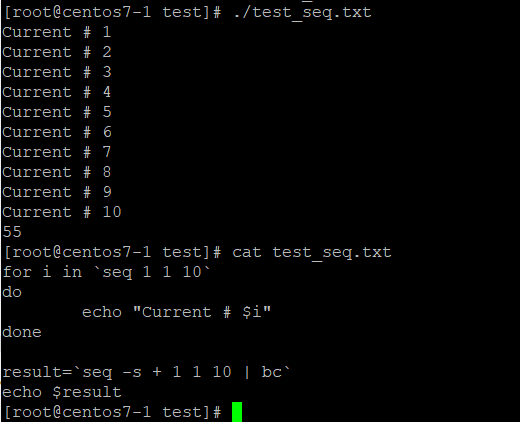 [root@centos7-1 test]# ./test_seq.txt
Current # 1
Current # 2
Current # 3
Current # 4
Current # 5
Current # 6
Current # 7
Current # 8
Current # 9
Current # 10
55
[root@centos7-1 test]# cat test_seq.txt
for i in `seq 1 1 10`
do
        echo "Current # $i"
done

result=`seq -s + 1 1 10 | bc`
echo $result
[root@centos7-1 test]#